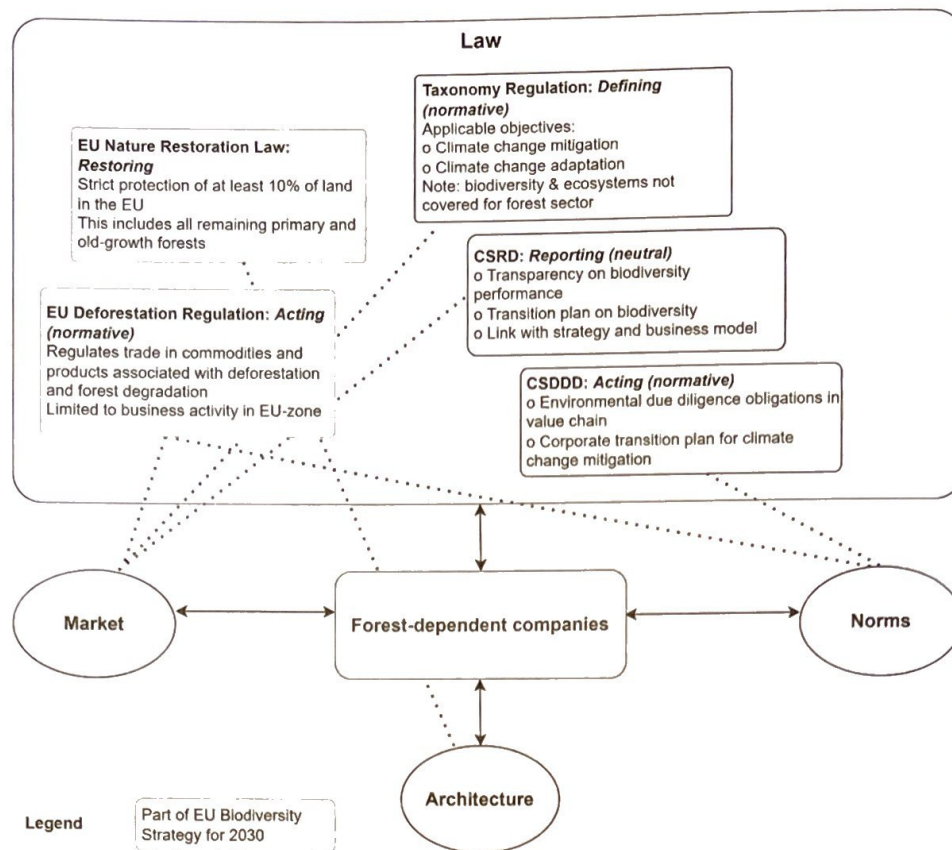 Law
Taxonomy Regulation: Defining
(normative)
Applicable objectives:
o Climate change mitigation
o Climate change adaptation
Note: biodiversity & ecosystems not
covered for forest sector
EU Nature Restoration Law:
Restoring
Strict protection of at least 10% of land
in the EU
This includes all remaining primary and
old-growth forests
CSRD: Reporting (neutral)
o Transparency on biodiversity
performance
o Transition plan on biodiversity
o Link with strategy and business model
EU Deforestation Regulation: Acting
(normative)
Regulates trade in commodities and
products associated with deforestation
and forest degradation
Limited to business activity in EU-zone
CSDDD: Acting (normative)
o Environmental due diligence obligations in
value chain
o Corporate transition plan for climate
change mitigation
Market
Forest-dependent companies
Norms
Architecture
Legend
Part of EU Biodiversity
Strategy for 2030